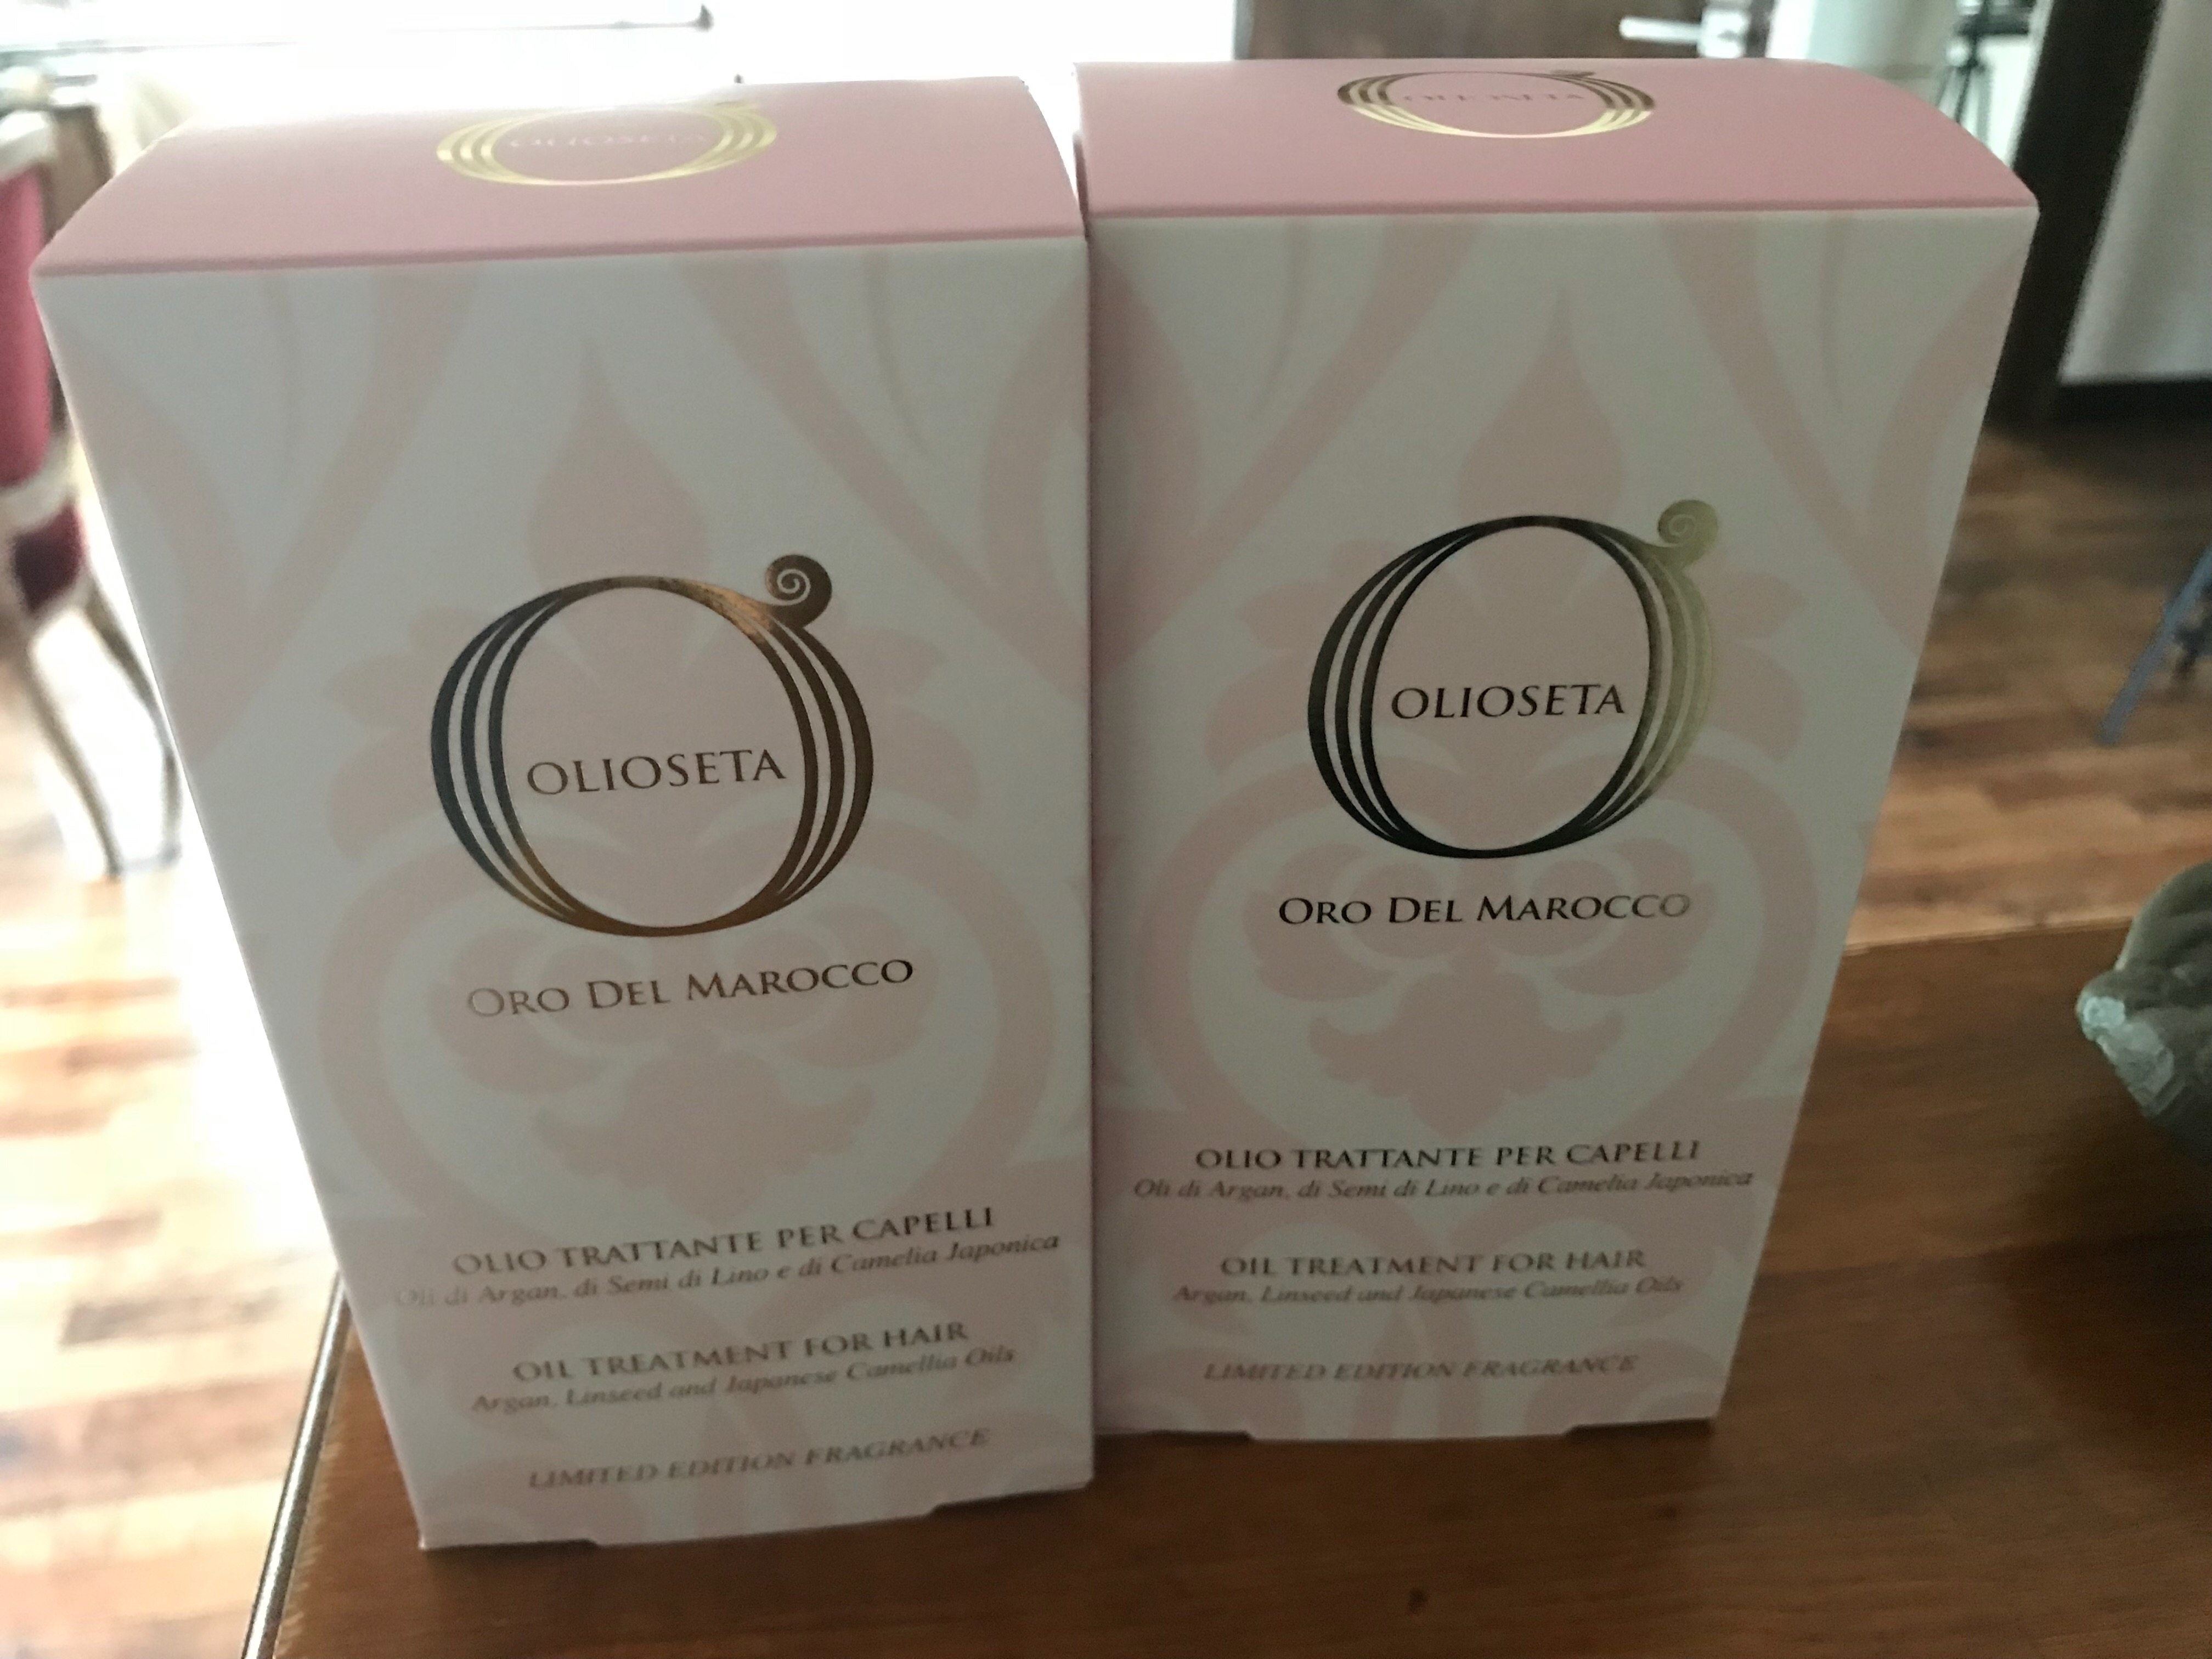 OLIOSETA
OLIOSETA
ORO DEL MAROCCO
OLIO TRATTANTE PER CAPELLI
Oli di Argan, di Semi di Lino e di Camelia Japonica
OIL TREATMENT FOR HAIR
Argan, Linseed and Japanese Camellia Oils
LIMITED EDITION FRAGRANCE
OLIOSETA
OLIOSETA
ORO DEL MAROCCO
OLIO TRATTANTE PER CAPELLI
Oli di Argan, di Semi di Lino e di Camelia Japonica
OIL TREATMENT FOR HAIR
Argan, Linseed and Japanese Camellia Oils
LIMITED EDITION FRAGRANCE